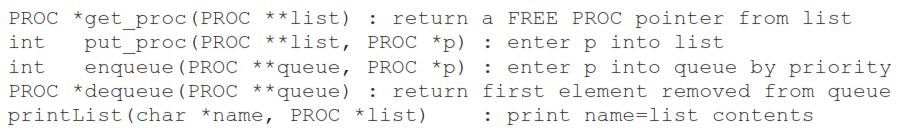 PROC *get_proc(PROC **list) : return a FREE PROC pointer from list
int   put_proc(PROC **list, PROC *p) : enter p into list
int   enqueue(PROC **queue, PROC *p) : enter p into queue by priority
PROC *dequeue(PROC **queue) : return first element removed from queue
printList(char *name, PROC *list)    : print name=list contents